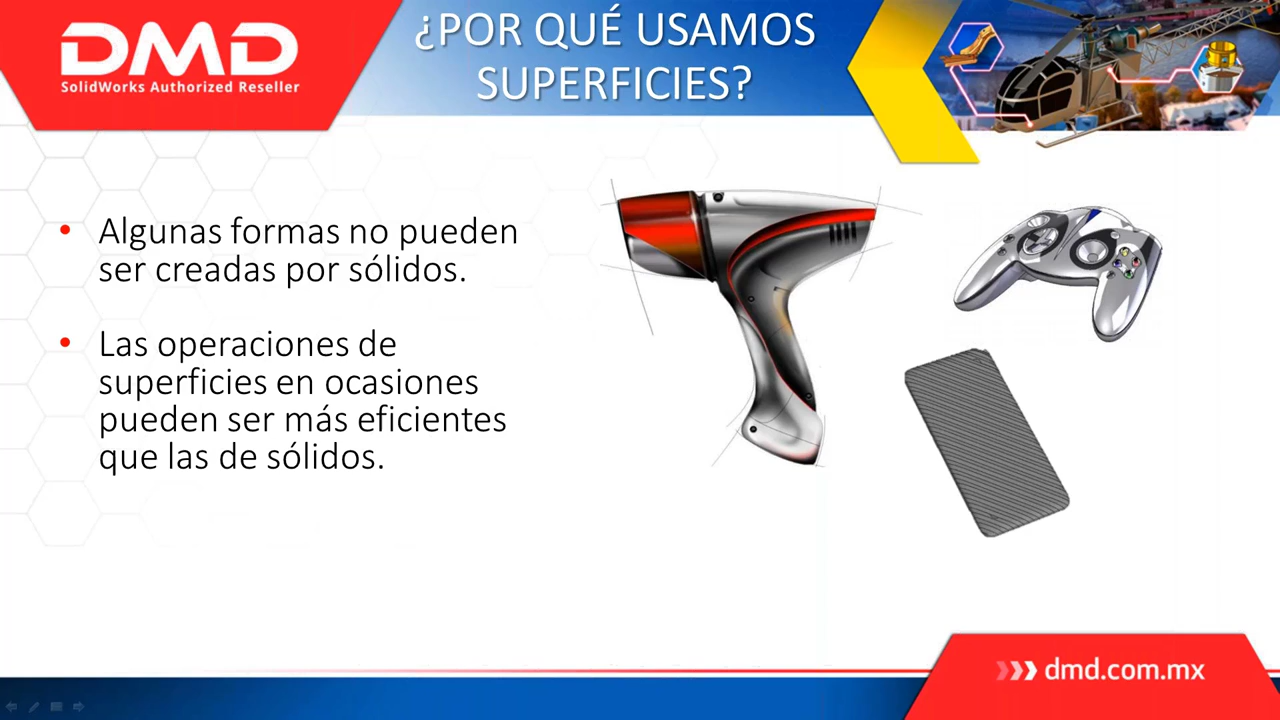 DMD
SolidWorks Authorized Reseller
¿POR QUÉ USAMOS
SUPERFICIES?
• Algunas formas no pueden
ser creadas por sólidos.
• Las operaciones de
superficies en ocasiones
pueden ser más eficientes
que las de sólidos.
dmd.com.mx